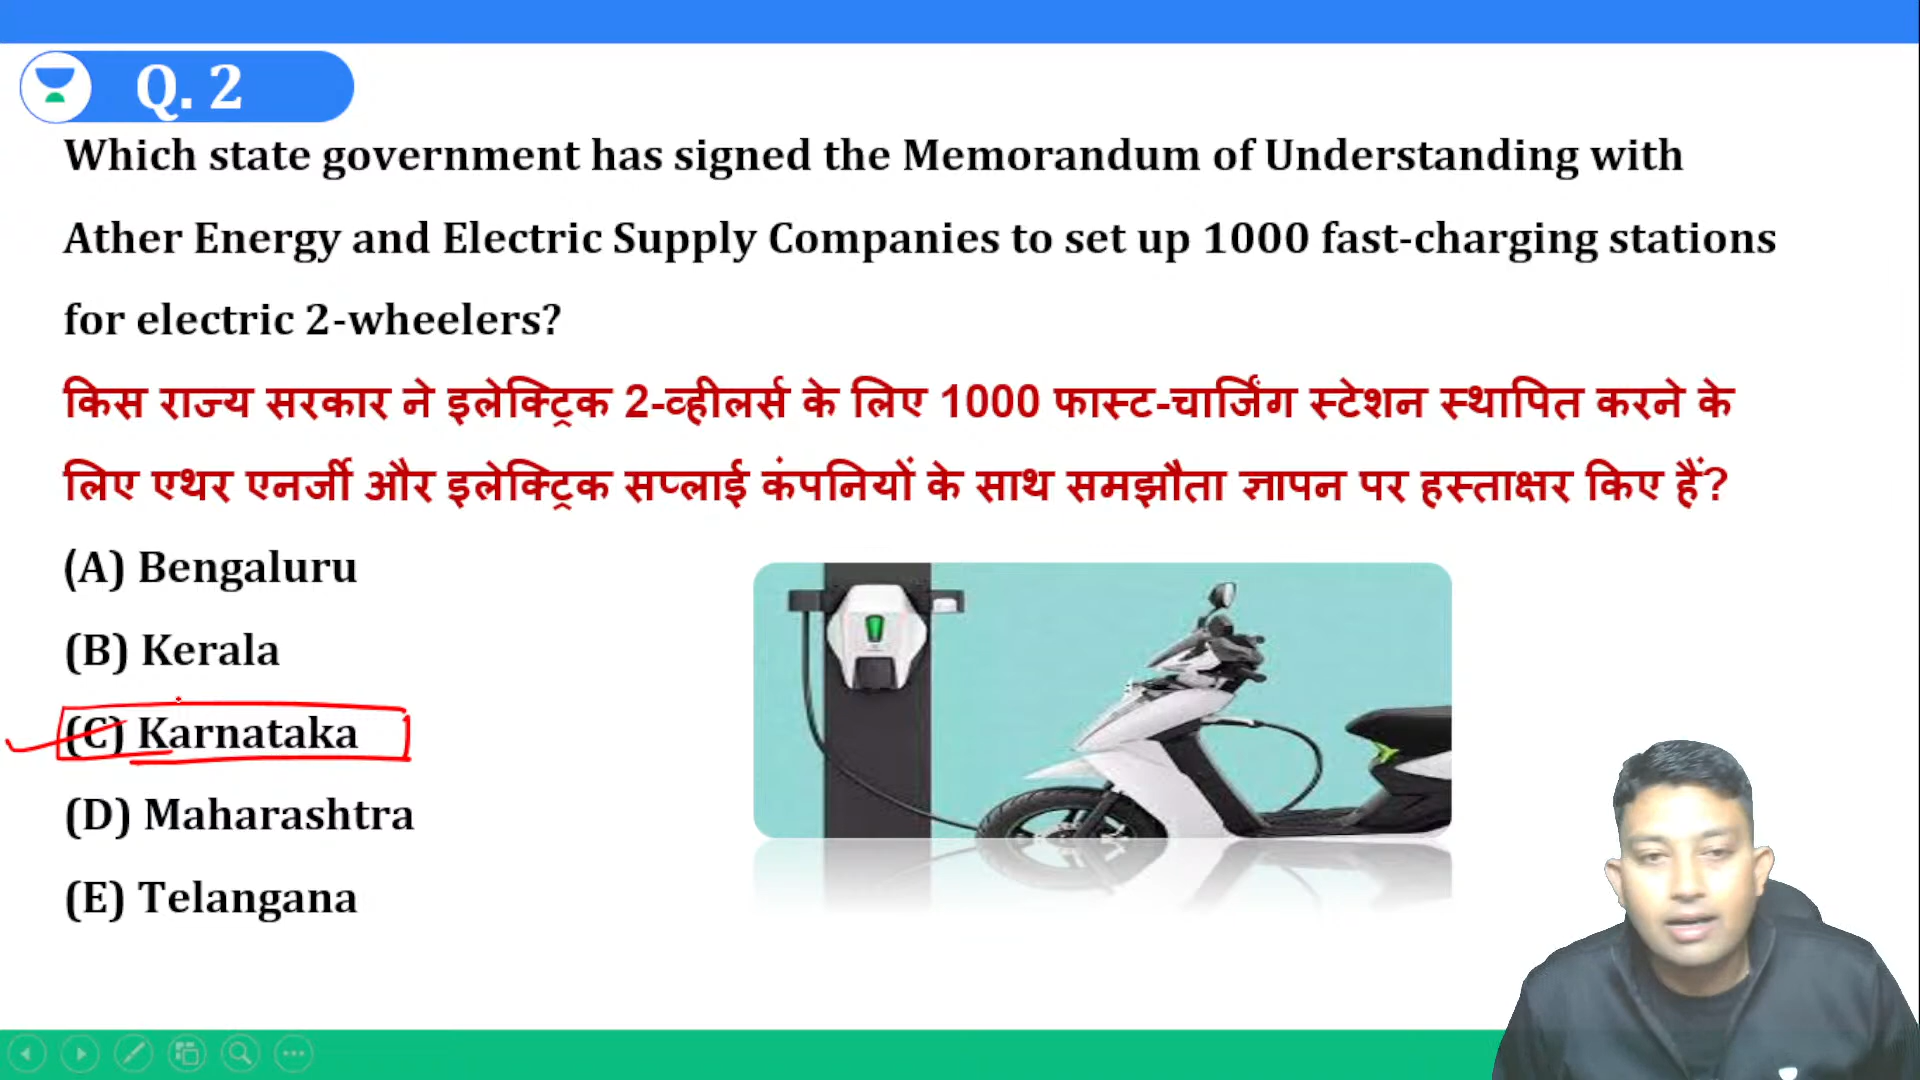 Q. 2
Which state government has signed the Memorandum of Understanding with
Ather Energy and Electric Supply Companies to set up 1000 fast-charging stations
for electric 2-wheelers?
किस राज्य सरकार ने इलेक्ट्रिक 2-व्हीलर्स के लिए 1000 फास्ट-चार्जिंग स्टेशन स्थापित करने के
लिए एथर एनर्जी और इलेक्ट्रिक सप्लाई कंपनियों के साथ समझौता ज्ञापन पर हस्ताक्षर किए हैं?
(A) Bengaluru
(B) Kerala
(C) Karnataka
(D) Maharashtra
(E) Telangana